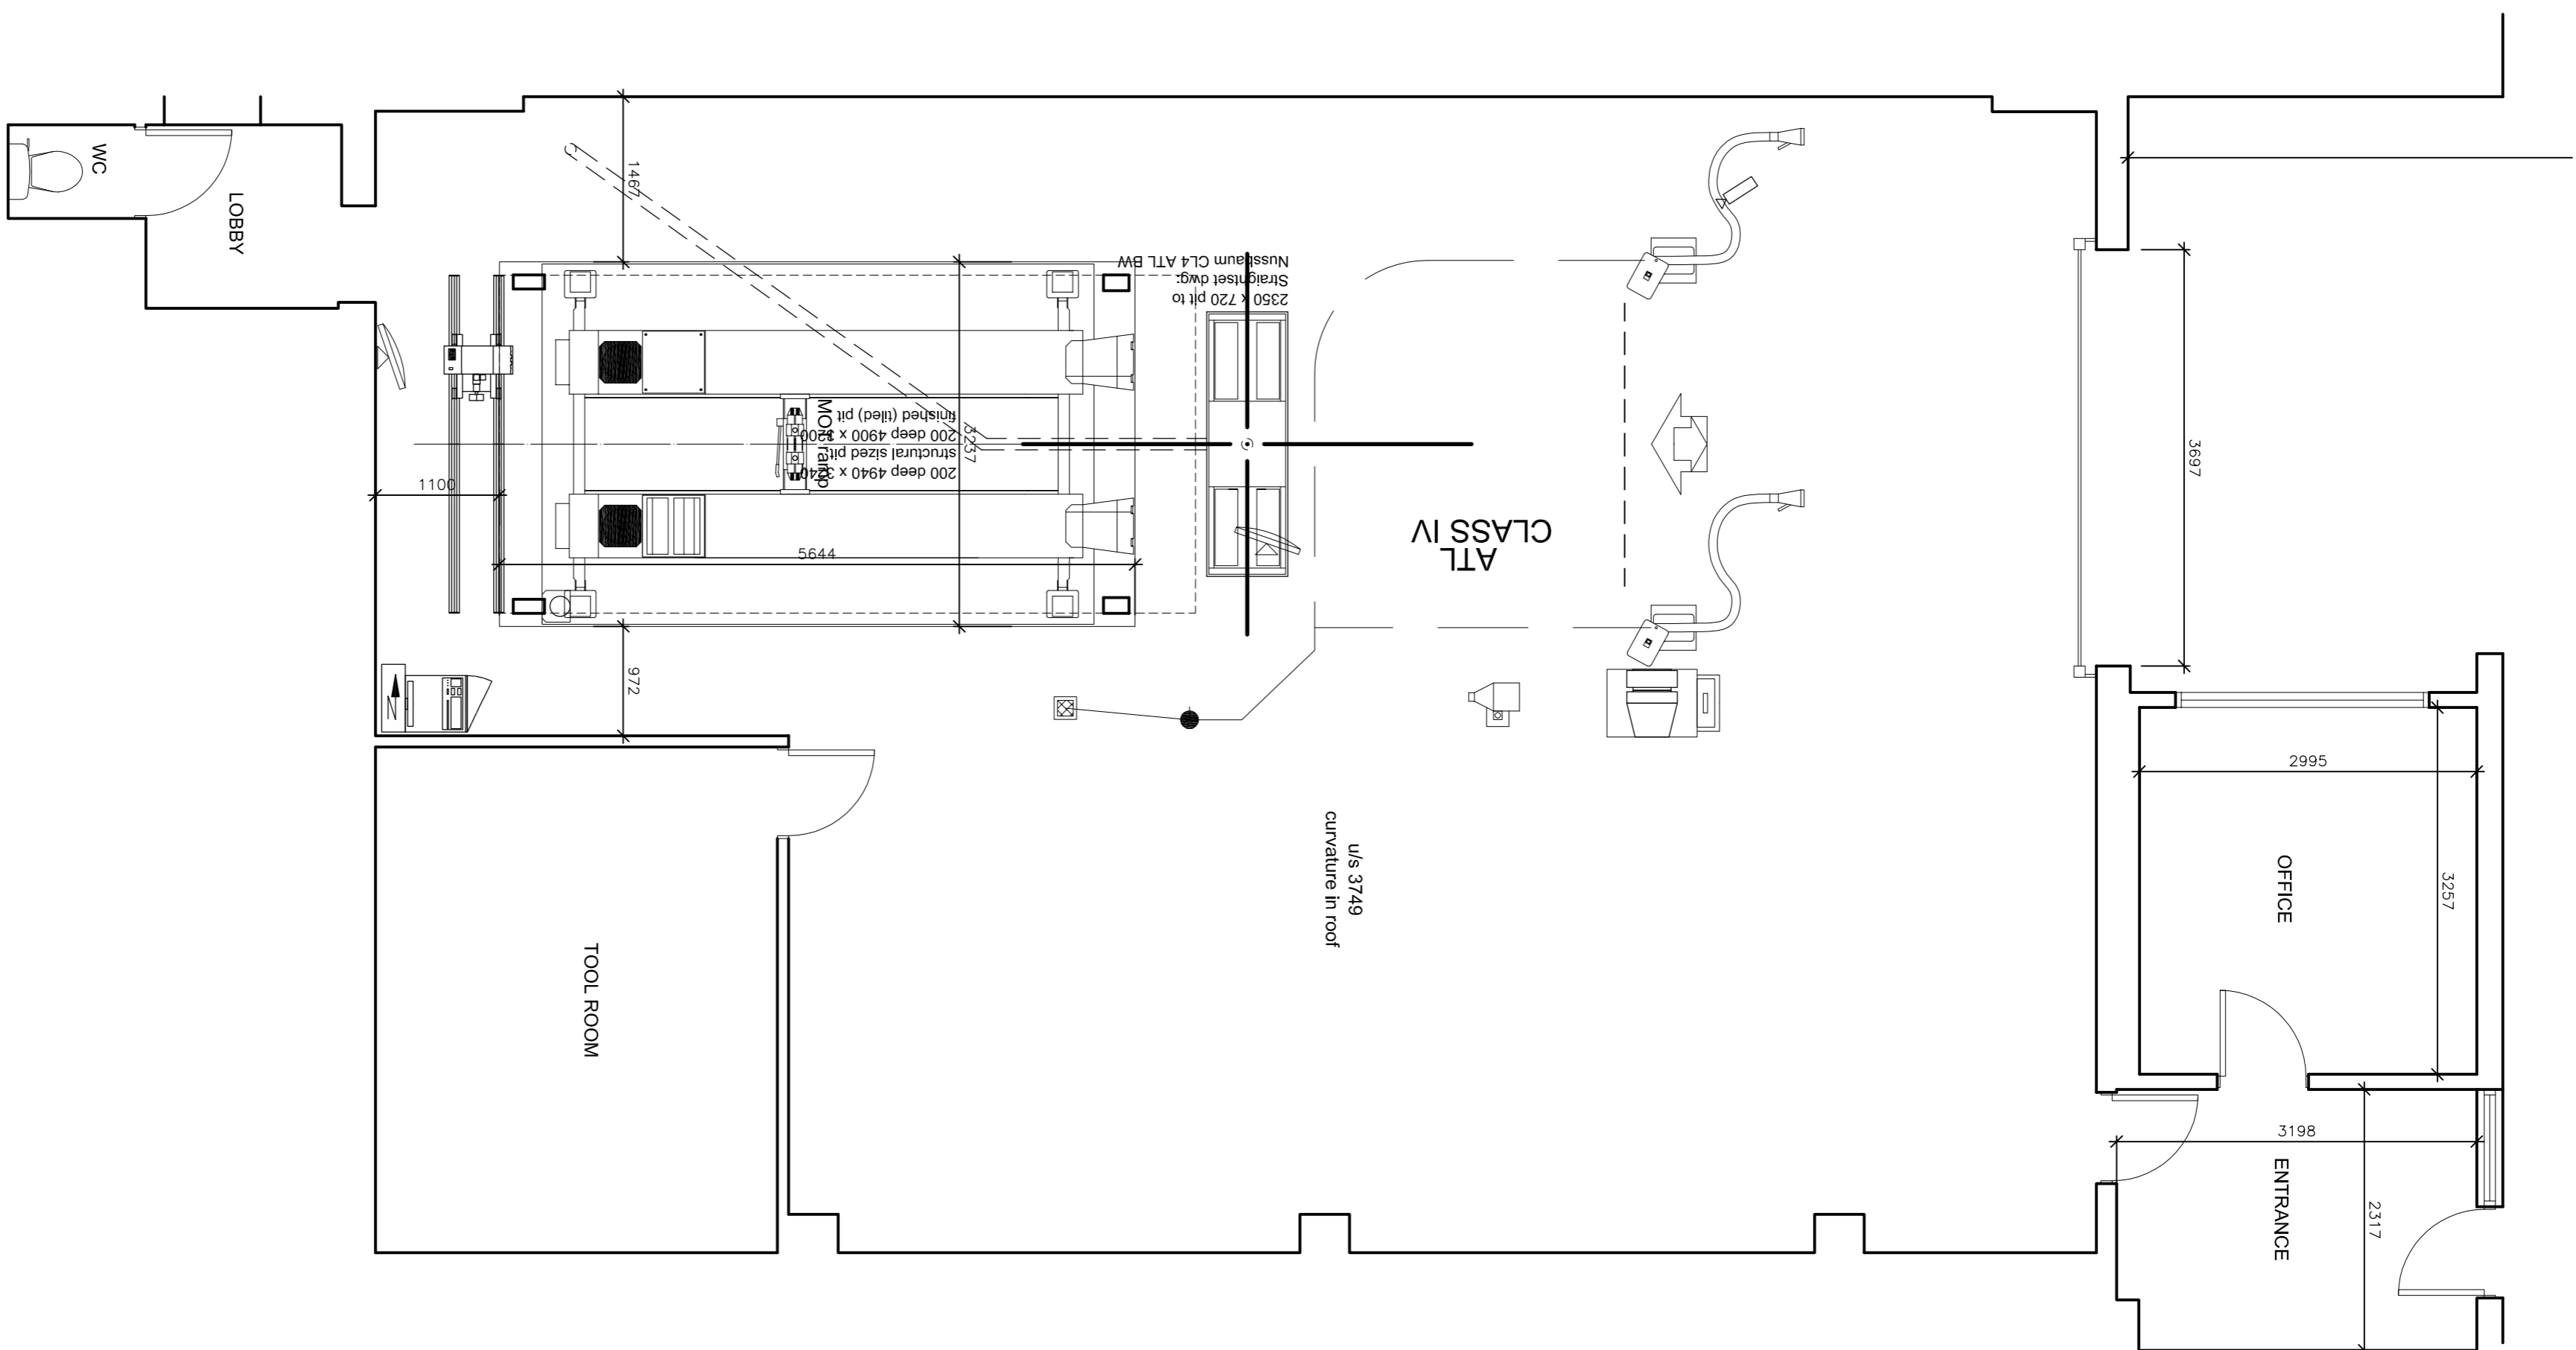 WC
LOBBY
1467
Nussbaum CL4 ATL BW
Straightset dwg:
2350 x 720 pit to
MOT ramp
finished (tiled) pit
200 deep 4900 x 3200
structural sized pit:
200 deep 4940 x 3240
3237
1100
5644
972
CLASS IV
ATL
3697
2995
3257
OFFICE
u/s 3749
curvature in roof
TOOL ROOM
3198
ENTRANCE
2317